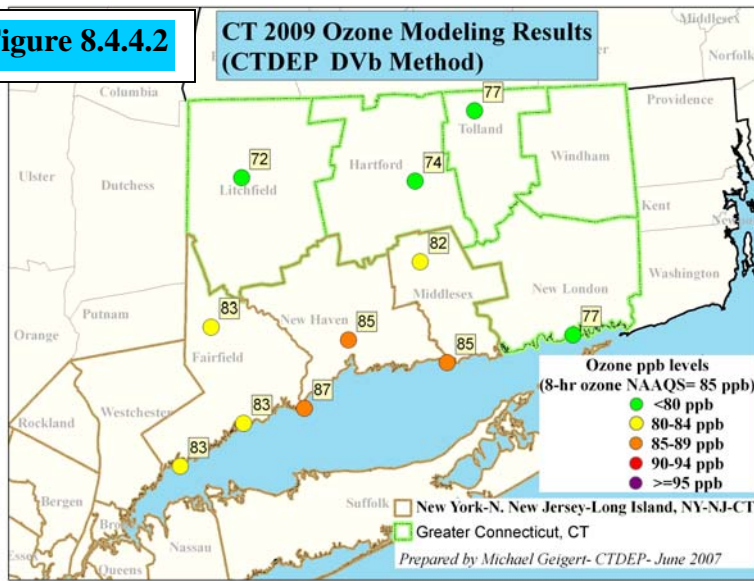 igure 8.4.4.2
CT 2009 Ozone Modeling Results
(CTDEP DVb Method)
Middlesex
Norfolk
Columbia
Providence
77
Tolland
72
Litchfield
74
Hartford
Windham
Ulster
Dutchess
Kent
82
Middlesex
Washington
New London
77
Putnam
Orange
83
Fairfield
New Haven
85
85
87
83
83
Westchester
Rockland
Bergen
Essex
Queens
Nassau
Suffolk
Ozone ppb levels
(8-hr ozone NAAQS= 85 ppb)
<80 ppb
80-84 ppb
85-89 ppb
90-94 ppb
>=95 ppb
New York-N. New Jersey-Long Island, NY-NJ-CT
Greater Connecticut, CT
Prepared by Michael Geigert- CTDEP- June 2007